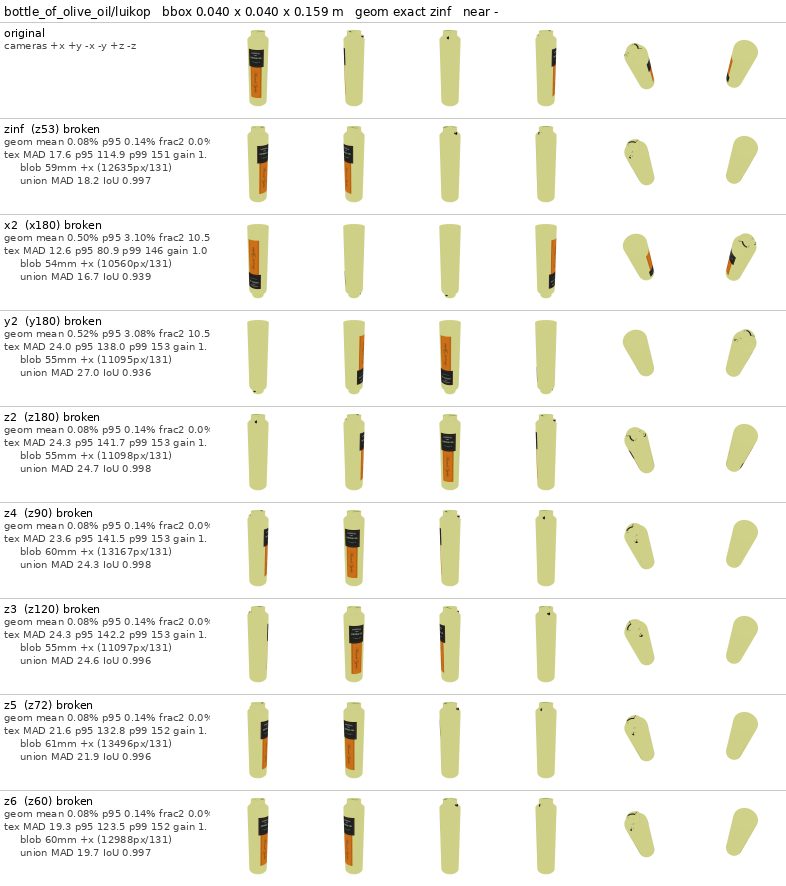 bottle_of_olive_oil/luikop bbox 0.040 x 0.040 x 0.159 m geom exact zinf near -
original
cameras +x +y -x -y +z -z
zinf (z53) broken
geom mean 0.08% p95 0.14% frac2 0.0%
tex MAD 17.6 p95 114.9 p99 151 gain 1.
blob 59mm +x (12635px/131)
union MAD 18.2 IoU 0.997
x2 (x180) broken
geom mean 0.50% p95 3.10% frac2 10.5
tex MAD 12.6 p95 80.9 p99 146 gain 1.0
blob 54mm +x (10560px/131)
union MAD 16.7 IoU 0.939
y2 (y180) broken
geom mean 0.52% p95 3.08% frac2 10.5
tex MAD 24.0 p95 138.0 p99 153 gain 1.
blob 55mm +x (11095px/131)
union MAD 27.0 IoU 0.936
z2 (z180) broken
geom mean 0.08% p95 0.14% frac2 0.0%
tex MAD 24.3 p95 141.7 p99 153 gain 1.
blob 55mm +x (11098px/131)
union MAD 24.7 IoU 0.998
z4 (z90) broken
geom mean 0.08% p95 0.14% frac2 0.0%
tex MAD 23.6 p95 141.5 p99 153 gain 1.
blob 60mm +x (13167px/131)
union MAD 24.3 IoU 0.998
z3 (z120) broken
geom mean 0.08% p95 0.14% frac2 0.0%
tex MAD 24.3 p95 142.2 p99 153 gain 1.
blob 55mm +x (11097px/131)
union MAD 24.6 IoU 0.996
z5 (z72) broken
geom mean 0.08% p95 0.14% frac2 0.0%
tex MAD 21.6 p95 132.8 p99 152 gain 1.
blob 61mm +x (13496px/131)
union MAD 21.9 IoU 0.996
z6 (z60) broken
geom mean 0.08% p95 0.14% frac2 0.0%
tex MAD 19.3 p95 123.5 p99 152 gain 1.
blob 60mm +x (12988px/131)
union MAD 19.7 IoU 0.997